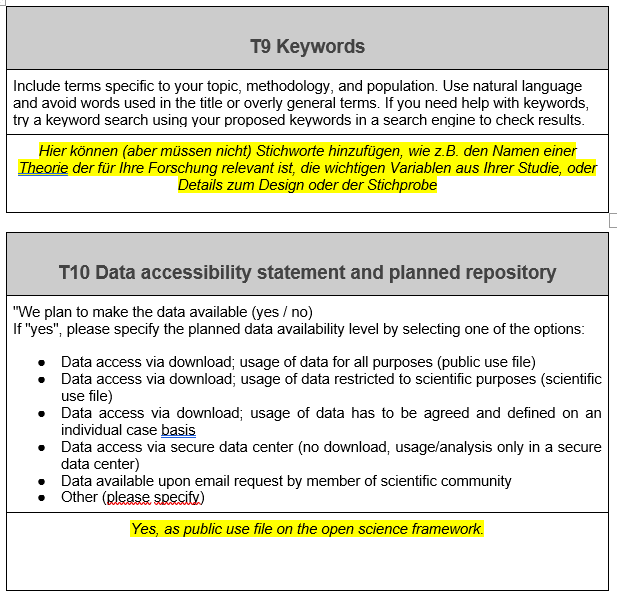 T9 Keywords
Include terms specific to your topic, methodology, and population. Use natural language
and avoid words used in the title or overly general terms. If you need help with keywords,
try a keyword search using your proposed keywords in a search engine to check results.
Hier können (aber müssen nicht) Stichworte hinzufügen, wie z.B. den Namen einer
Theorie der für Ihre Forschung relevant ist, die wichtigen Variablen aus Ihrer Studie, oder
Details zum Design oder der Stichprobe
T10 Data accessibility statement and planned repository
"We plan to make the data available (yes / no)
If "yes", please specify the planned data availability level by selecting one of the options:
● Data access via download; usage of data for all purposes (public use file)
● Data access via download; usage of data restricted to scientific purposes (scientific
use file)
● Data access via download; usage of data has to be agreed and defined on an
individual case basis
● Data access via secure data center (no download, usage/analysis only in a secure
data center)
● Data available upon email request by member of scientific community
● Other (please specify)
Yes, as public use file on the open science framework.